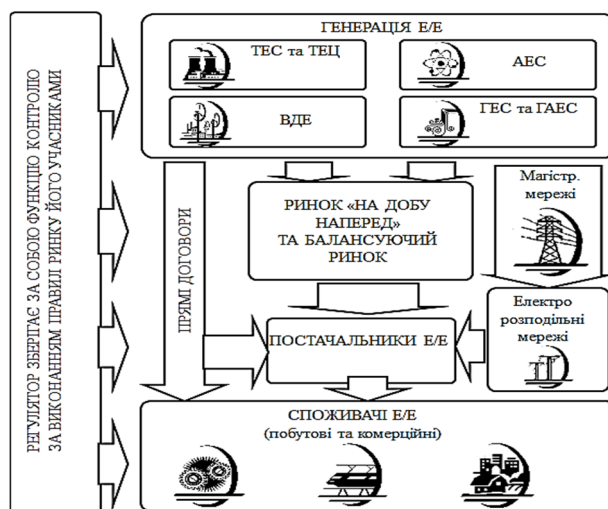 РЕГУЛЯТОР ЗБЕРІГАЄ ЗА СОБОЮ ФУНКЦІЮ КОНТРОЛЮ
ЗА ВИКОНАННЯМ ПРАВИЛ РИНКУ ЙОГО УЧАСНИКАМИ
ГЕНЕРАЦІЯ Е/Е
ТЕС та ТЕЦ
АЕС
ВДЕ
ГЕС та ГАЕС
ПРЯМІ ДОГОВОРИ
РИНОК «НА ДОБУ
НАПЕРЕД»
ТА БАЛАНСУЮЧИЙ
РИНОК
Магістр.
мережі
ПОСТАЧАЛЬНИКИ Е/Е
Електро
розподільні
мережі
СПОЖИВАЧІ Е/Е
(побутові та комерційні)